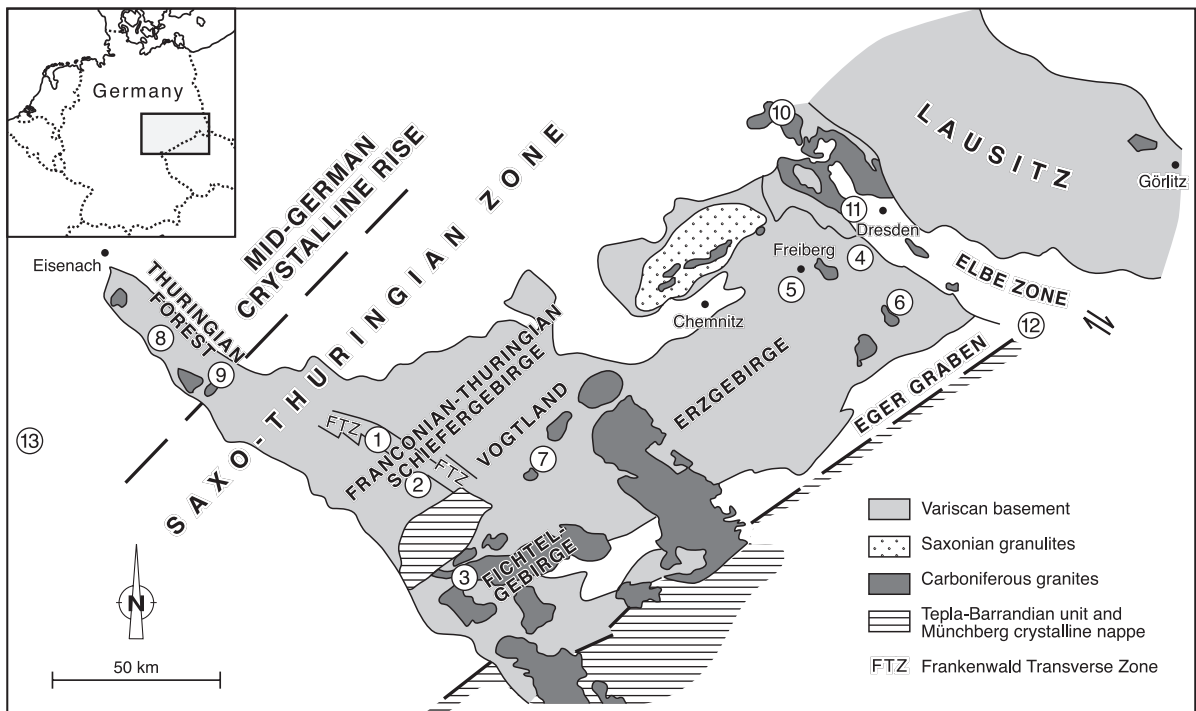 Germany
MID-GERMAN
CRYSTALLINE RISE
SAXO-THURINGIAN ZONE
LAUSITZ
Görlitz
10
11
Dresden
Freiberg
4
5
ELBE ZONE
Eisenach
THURINGIAN
FOREST
Chemnitz
6
12
8
9
FRANCONIAN-THURINGIAN
SCHIEFERGEBIRGE
VOGTLAND
ERZGEBIRGE
EGER GRABEN
13
FTZ
1
FTZ
2
7
3
FICHTEL-
GEBIRGE
N
50 km
Variscan basement
Saxonian granulites
Carboniferous granites
Tepla-Barrandian unit and
Münchberg crystalline nappe
FTZ Frankenwald Transverse Zone